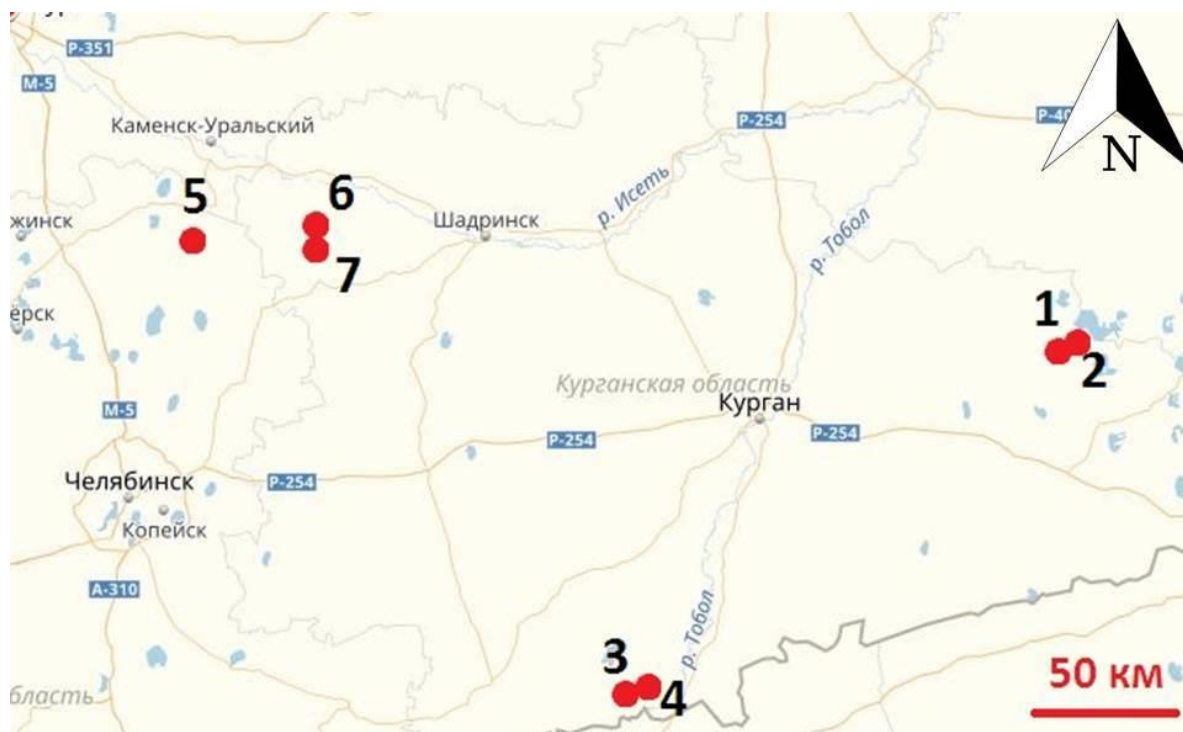 Р-351
М-5
Каменск-Уральский
Р-254
N
5
6
жинск
Шадринск
р. Исеть
р. Тобол
7
ерск
1
2
Курганская область
Курган
М-5
Р-254
Р-254
Челябинск
Р-254
Копейск
А-310
р. Тобол
3
4
бласть
50 км